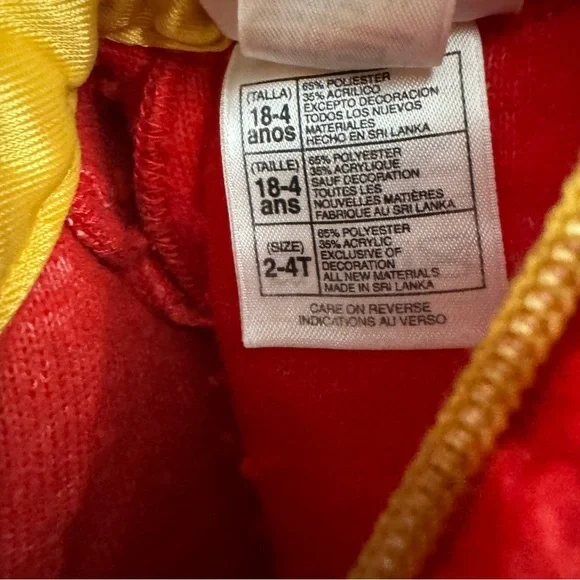 (TALLA)
18-4
anos
65% POLIESTER
35% ACRILICO
EXCEPTO DECORACION
TODOS LOS NUEVOS
MATERIALES
HECHO EN SRI LANKA
(TAILLE)
18-4
ans
65% POLYESTER
35% ACRYLIQUE
SAUF DECORATION
TOUTES LES
NOUVELLES MATIÈRES
FABRIQUE AU SRI LANKA
(SIZE)
2-4T
65% POLYESTER
35% ACRYLIC
EXCLUSIVE OF
DECORATION
ALL NEW MATERIALS
MADE IN SRI LANKA
CARE ON REVERSE
INDICATIONS AU VERSO